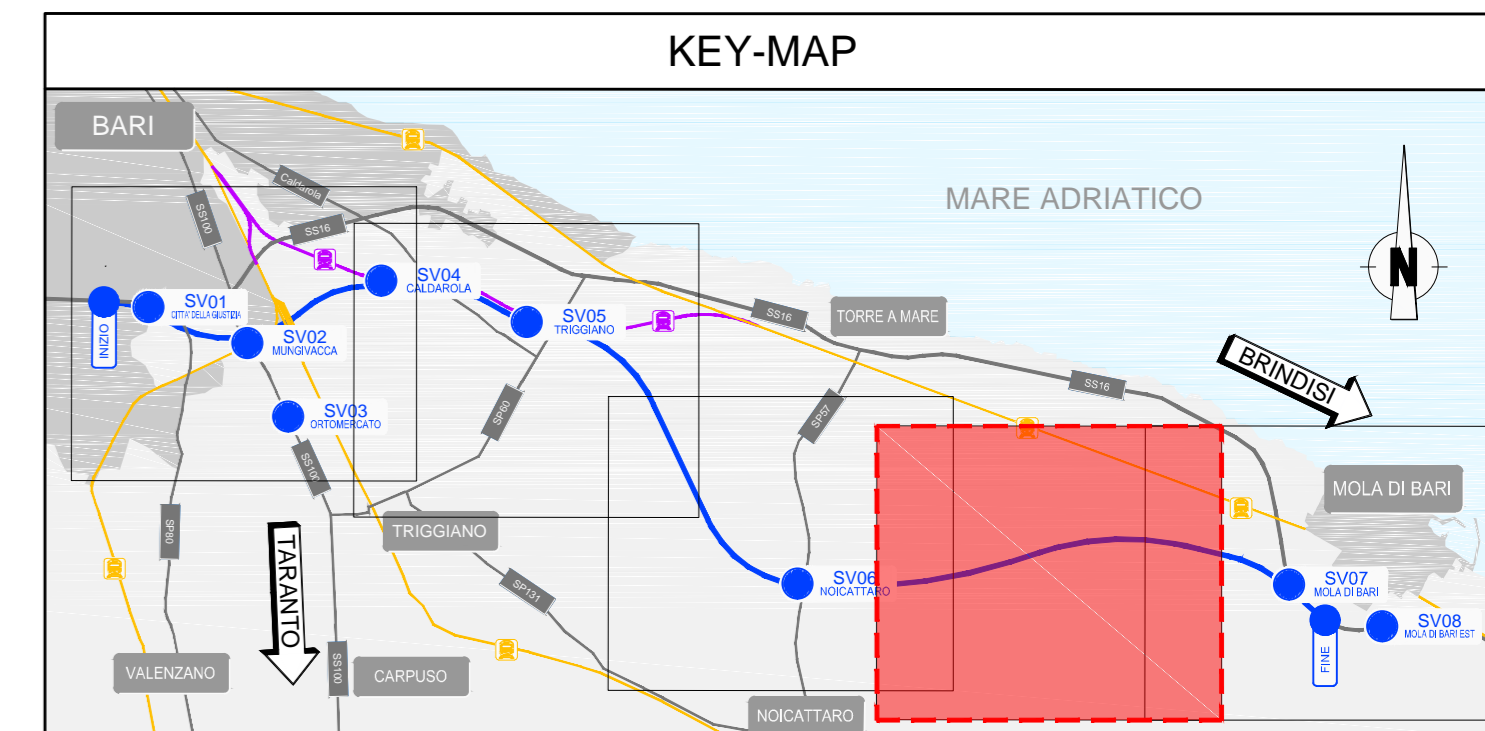 KEY-MAP
BARI
MARE ADRIATICO
N
Caldarola
SS100
SS16
SV04
CALDAROLA
SV01
CITTA' DELLA GIUSTIZIA
INIZIO
SV05
TRIGGIANO
SS16
TORRE A MARE
SV02
MUNGIVACCA
BRINDISI
SS16
SV03
ORTOMERCATO
SP60
SP57
SS100
MOLA DI BARI
SP80
TRIGGIANO
TARANTO
SP131
SV06
NOICATTARO
SV07
MOLA DI BARI
SV08
MOLA DI BARI EST
FINE
VALENZANO
SS100
CARPUSO
NOICATTARO